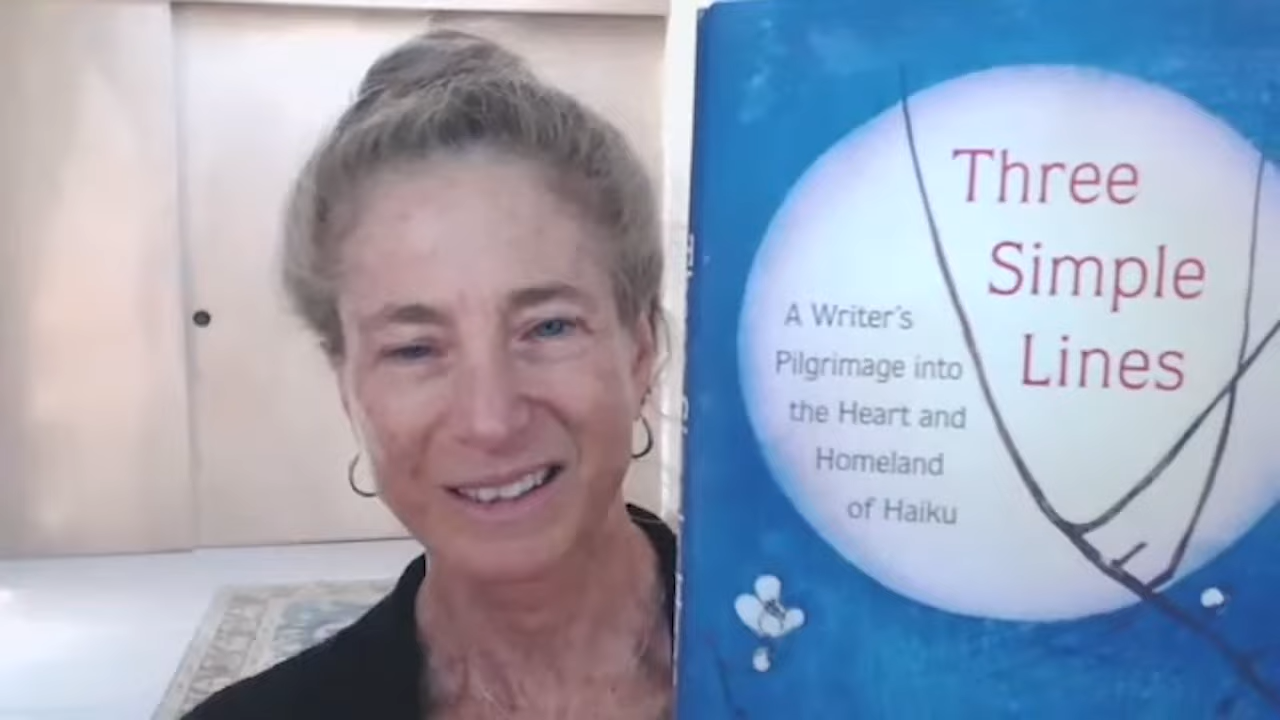 Three
Simple
Lines
A Writer's
Pilgrimage into
the Heart and
Homeland
of Haiku